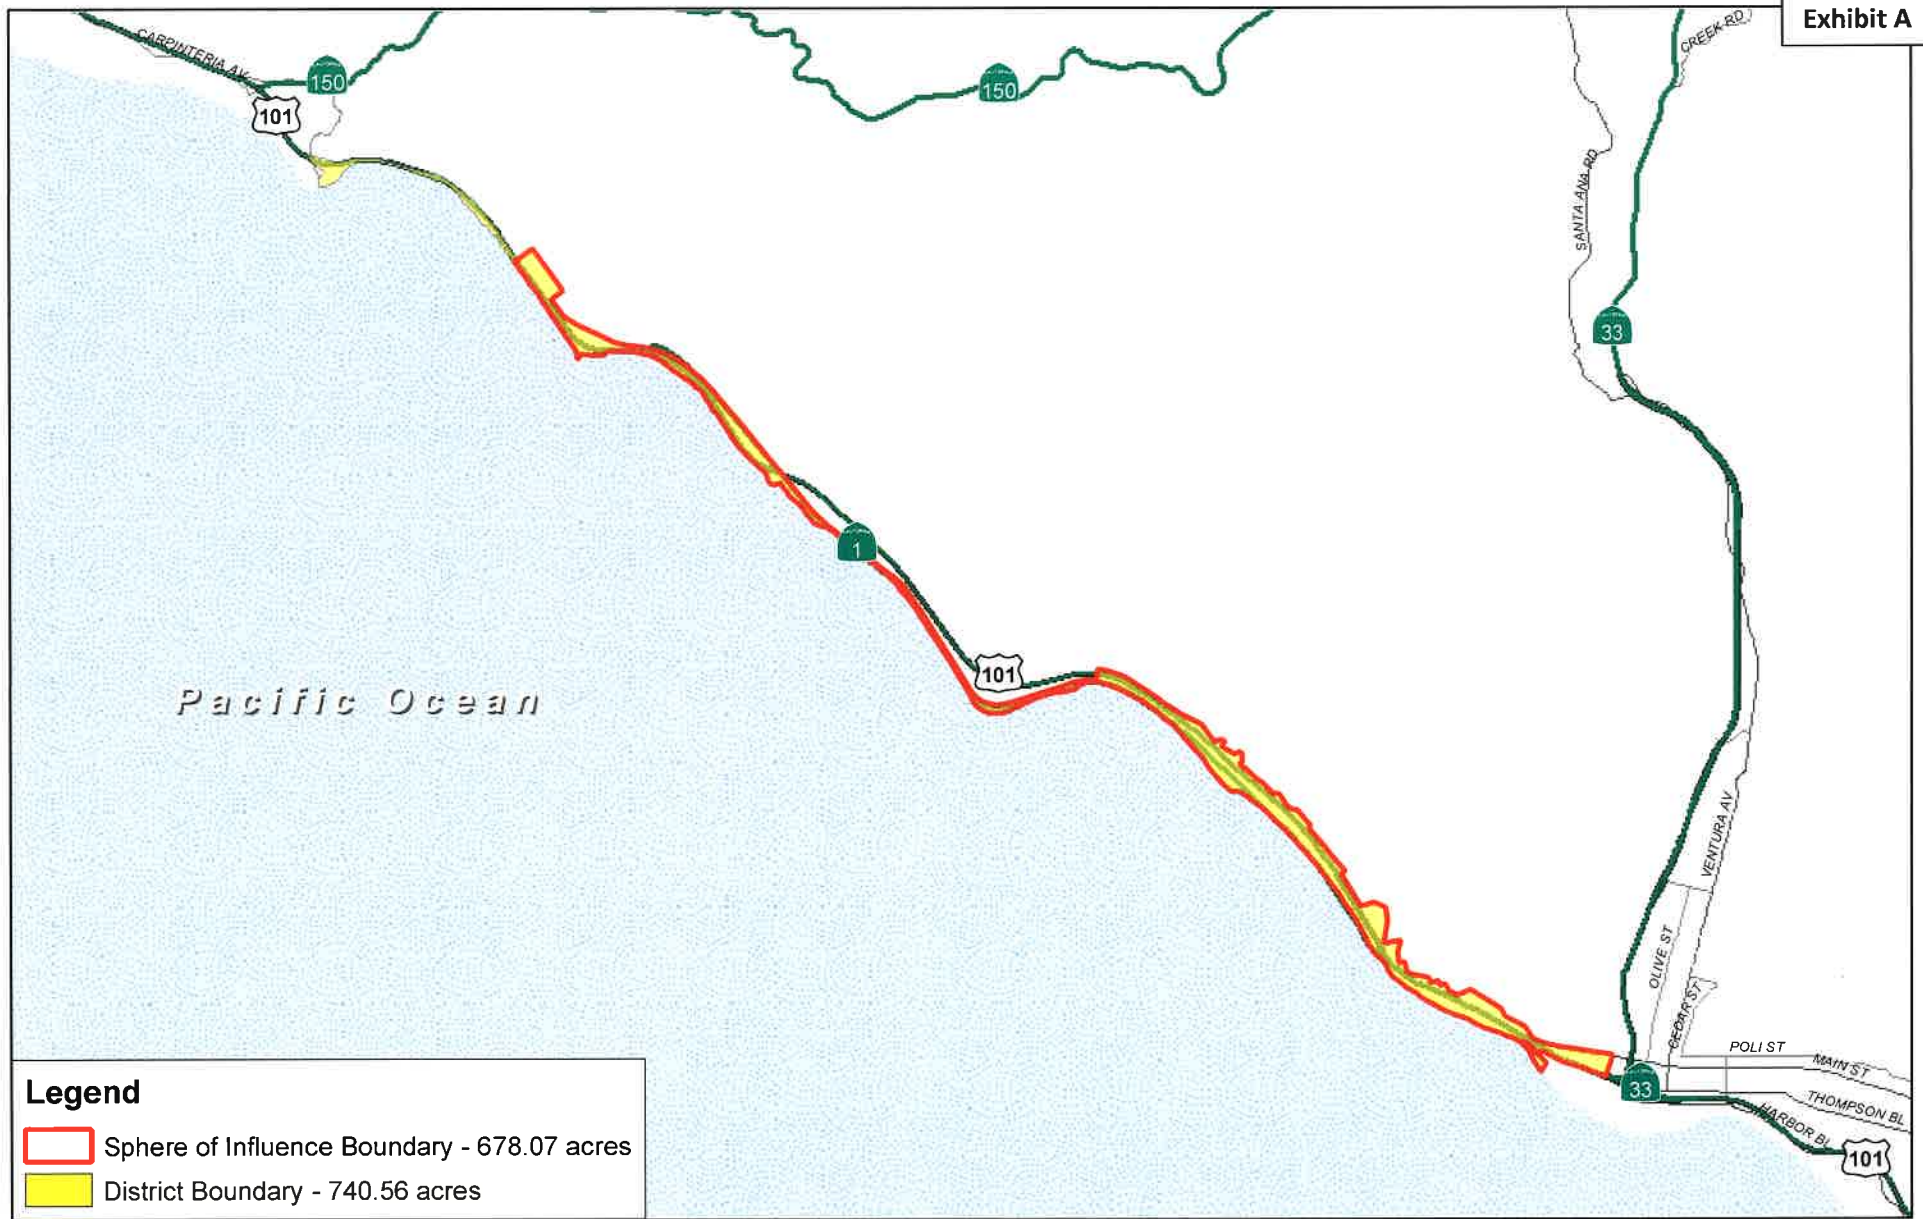 Exhibit A
CARPINTERIA AV
150
101
150
CREEK RD
SANTA ANA RD
33
1
101
Pacific Ocean
VENTURA AV
OLIVE ST
CEDAR ST
POLI ST
MAIN ST
33
THOMPSON BL
HARBOR BL
101
Legend
Sphere of Influence Boundary - 678.07 acres
District Boundary - 740.56 acres